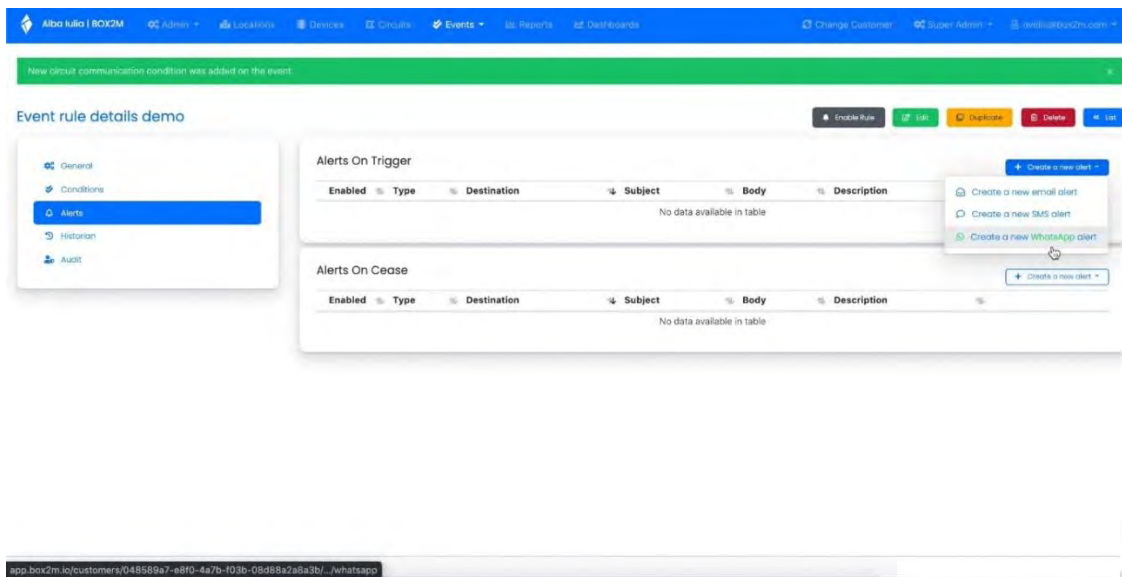 Alba Iulia | BOX2M Admin Locations Devices Circuits Events Reports Dashboards Change Customer Super Admin
New circuit communication condition was added on the event.
Event rule details demo
Enable Rule Edit Duplicate Delete List
General
Conditions
Alerts
Historian
Audit
Alerts On Trigger
+ Create a new alert
Enabled Type Destination Subject Body Description
No data available in table
Create a new email alert
Create a new SMS alert
Create a new WhatsApp alert
Alerts On Cease
+ Create a new alert
Enabled Type Destination Subject Body Description
No data available in table
app.box2m.io/customers/048589a7-e8f0-4a7b-f03b-08d88a2a8a3b/.../whatsapp